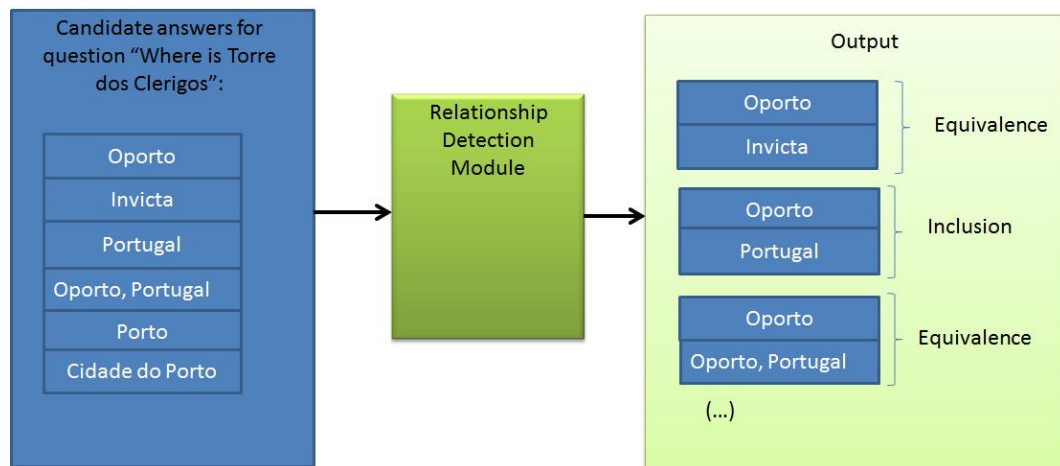 Candidate answers for
question “Where is Torre
dos Clerigos”:
Oporto
Invicta
Portugal
Oporto, Portugal
Porto
Cidade do Porto
Relationship
Detection
Module
Output
Oporto
Invicta
Equivalence
Oporto
Portugal
Inclusion
Oporto
Oporto, Portugal
Equivalence
(...)